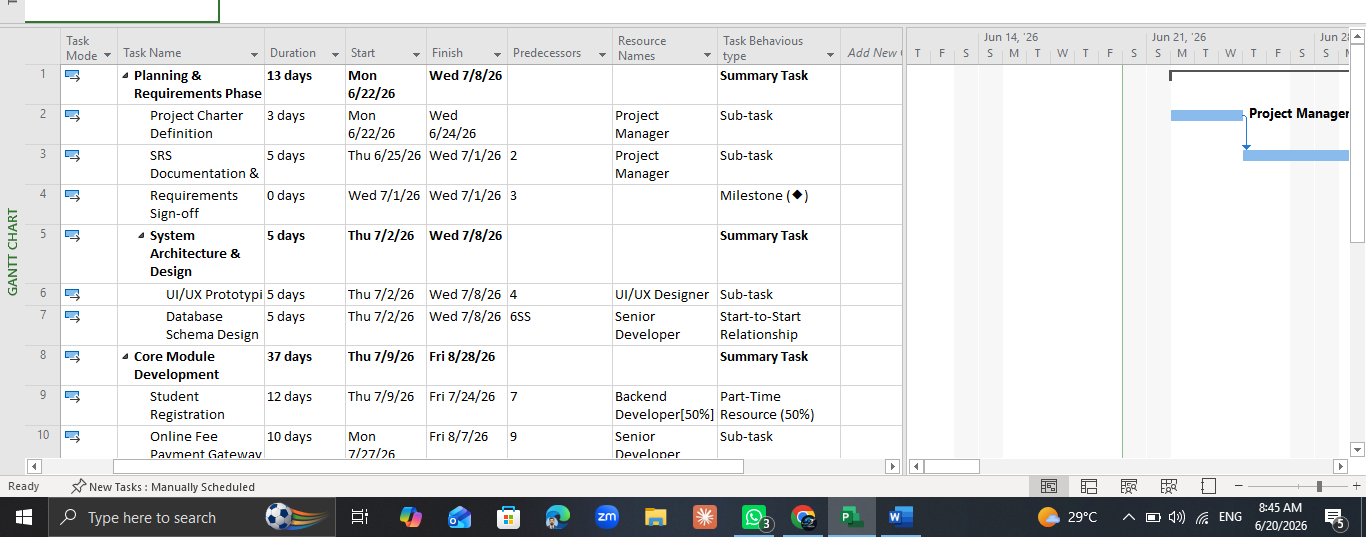 T
Task Mode
Task Name
Duration
Start
Finish
Predecessors
Resource Names
Task Behavious type
Add New
Jun 14, '26
Jun 21, '26
Jun 28
T F S S M T W T F S S M T W T F S S M
1 Planning & Requirements Phase 13 days Mon 6/22/26 Wed 7/8/26 Summary Task
2 Project Charter Definition 3 days Mon 6/22/26 Wed 6/24/26 Project Manager Sub-task
3 SRS Documentation & 5 days Thu 6/25/26 Wed 7/1/26 2 Project Manager Sub-task
4 Requirements Sign-off 0 days Wed 7/1/26 Wed 7/1/26 3 Milestone (◆)
5 System Architecture & Design 5 days Thu 7/2/26 Wed 7/8/26 Summary Task
6 UI/UX Prototypi 5 days Thu 7/2/26 Wed 7/8/26 4 UI/UX Designer Sub-task
7 Database Schema Design 5 days Thu 7/2/26 Wed 7/8/26 6SS Senior Developer Start-to-Start Relationship
8 Core Module Development 37 days Thu 7/9/26 Fri 8/28/26 Summary Task
9 Student Registration 12 days Thu 7/9/26 Fri 7/24/26 7 Backend Developer[50%] Part-Time Resource (50%)
10 Online Fee Payment Gateway 10 days Mon 7/27/26 Fri 8/7/26 9 Senior Developer Sub-task
Project Manager
GANTT CHART
Ready
New Tasks : Manually Scheduled
Type here to search
zm
3
29°C
ENG
8:45 AM
6/20/2026
5